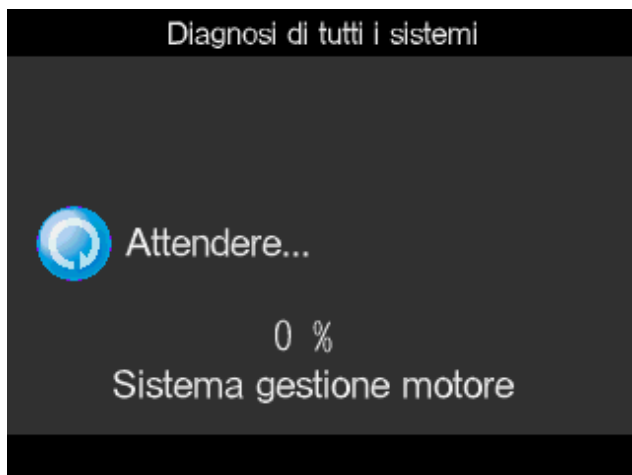 Diagnosi di tutti i sistemi
Attendere...
0 %
Sistema gestione motore